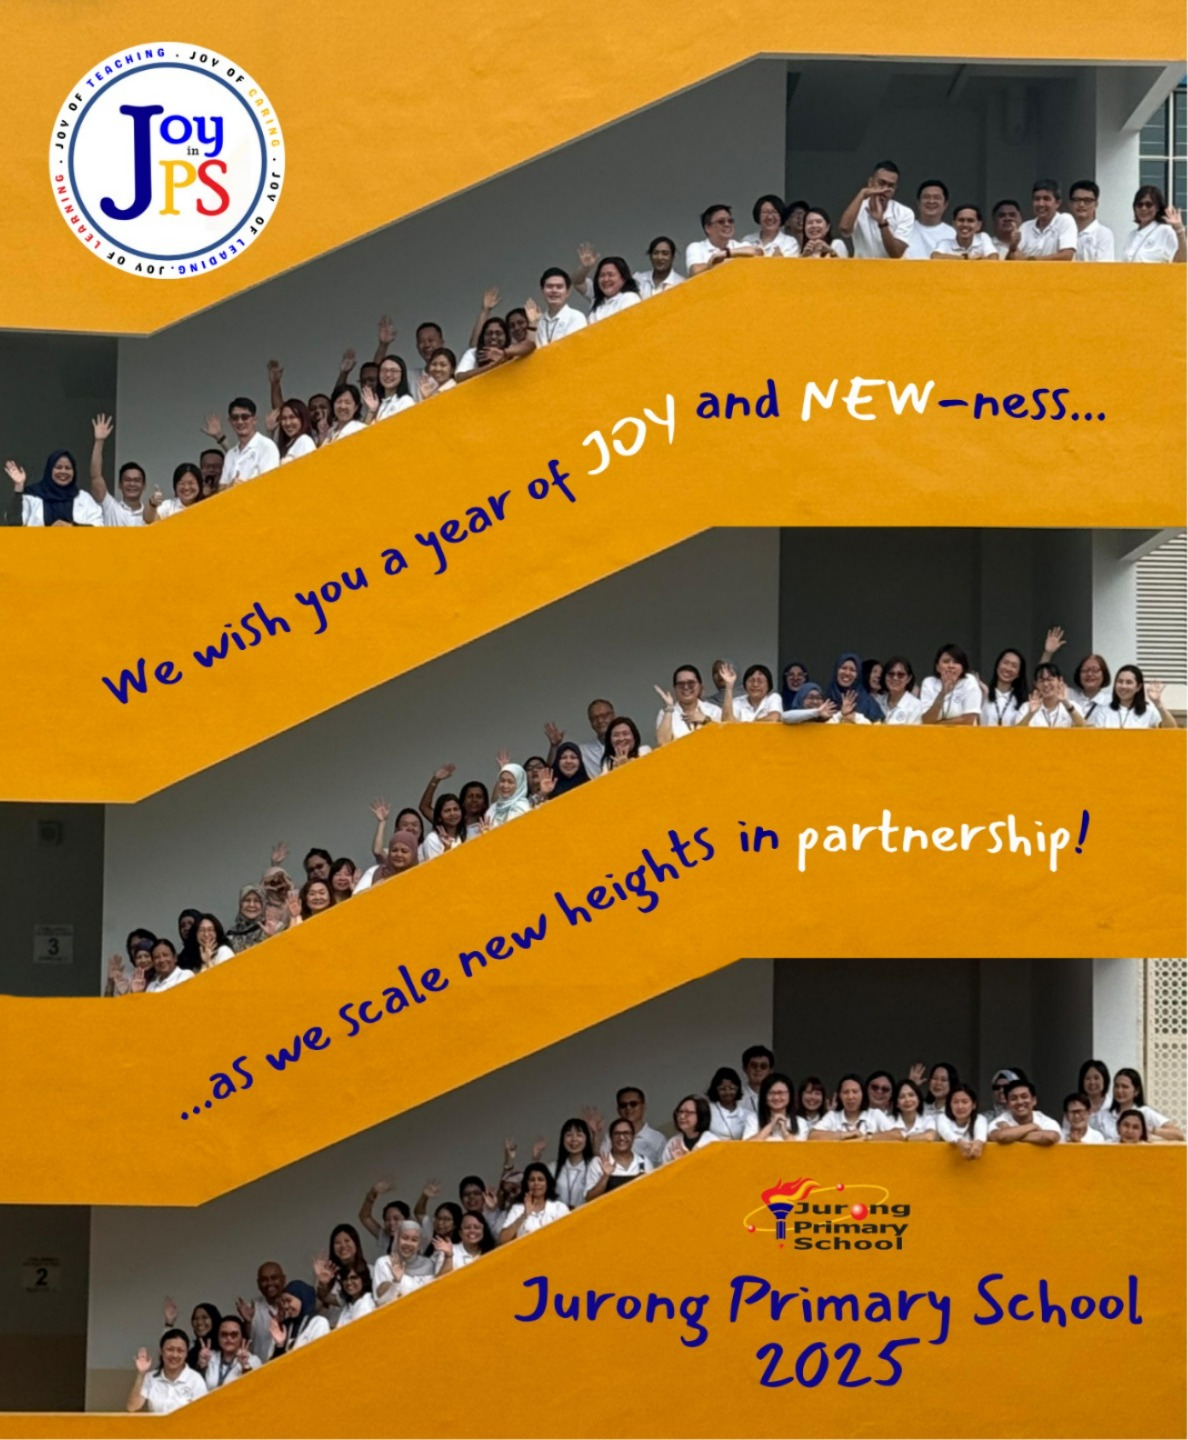 JOY OF TEACHING . JOY OF CARING . JOY OF LEADING . JOY OF LEARNING .
Joy
in
JPS
We wish you a year of JOY and NEW-ness...
...as we scale new heights in partnership!
3
2
Jurong
Primary
School
Jurong Primary School
2025